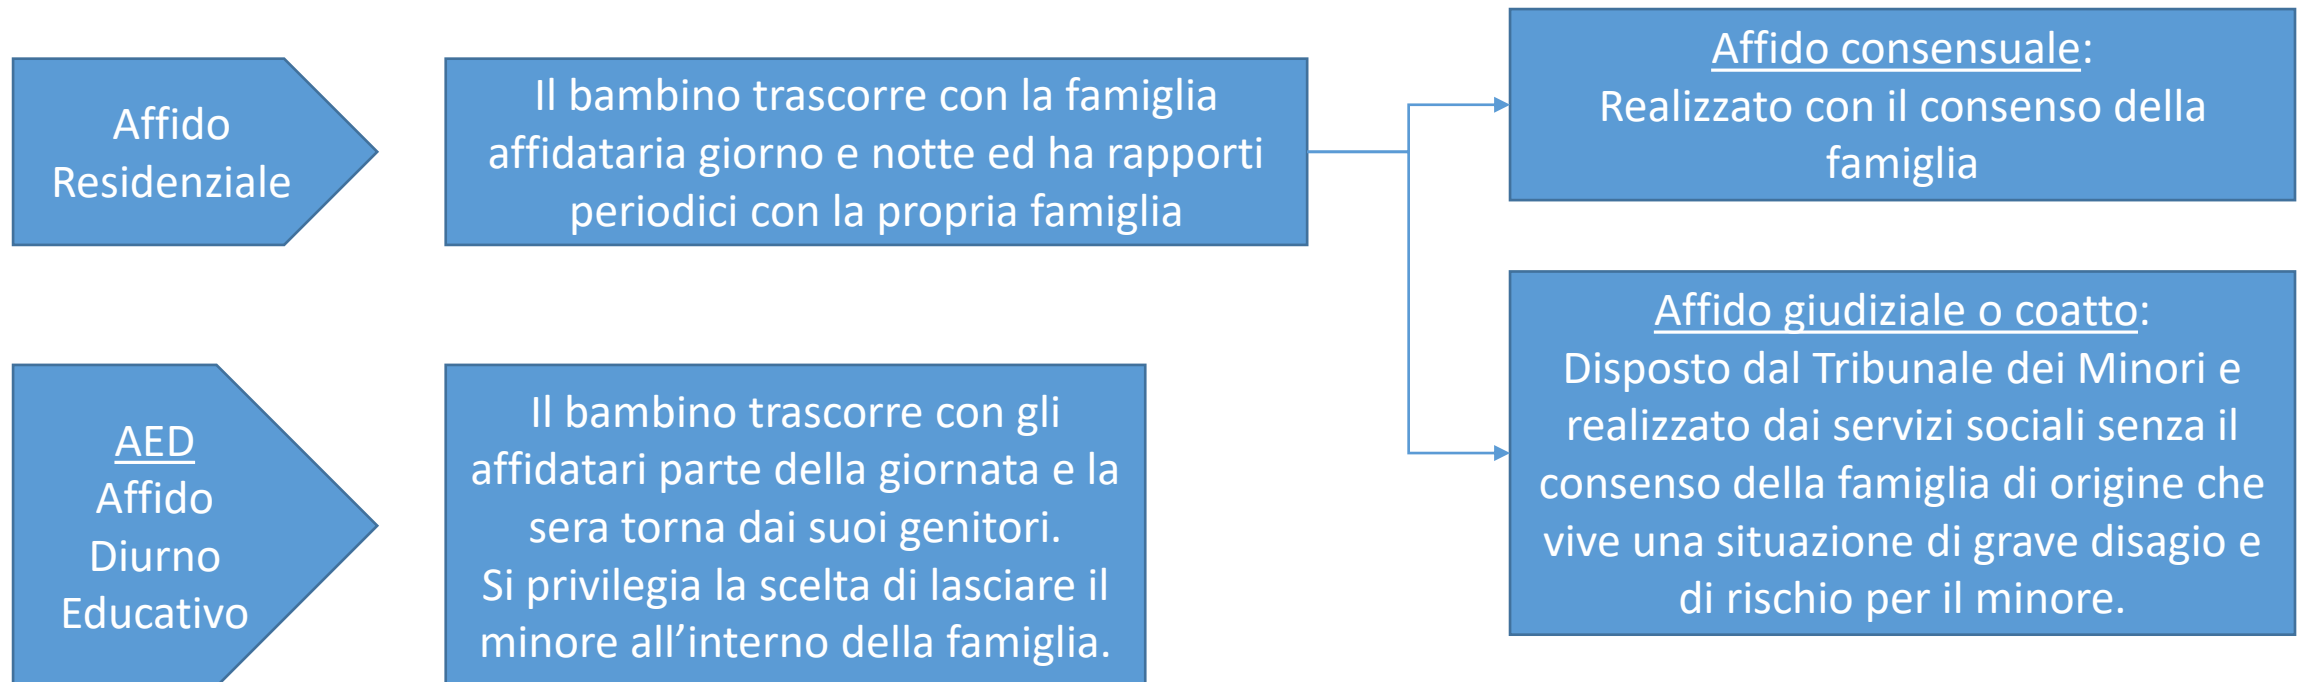 Affido
Residenziale
Il bambino trascorre con la famiglia
affidataria giorno e notte ed ha rapporti
periodici con la propria famiglia
Affido consensuale:
Realizzato con il consenso della
famiglia
Affido giudiziale o coatto:
Disposto dal Tribunale dei Minori e
realizzato dai servizi sociali senza il
consenso della famiglia di origine che
vive una situazione di grave disagio e
di rischio per il minore.
AED
Affido
Diurno
Educativo
Il bambino trascorre con gli
affidatari parte della giornata e la
sera torna dai suoi genitori.
Si privilegia la scelta di lasciare il
minore all’interno della famiglia.